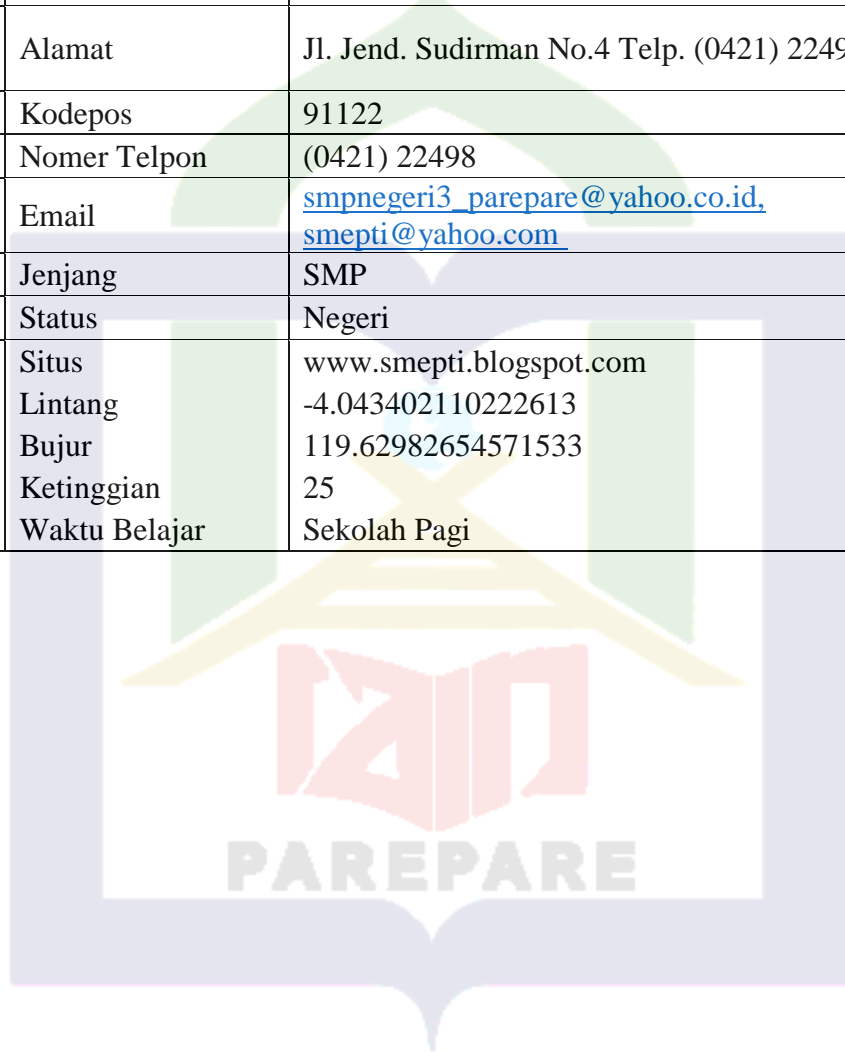 Alamat Jl. Jend. Sudirman No.4 Telp. (0421) 2249
Kodepos 91122
Nomer Telpon (0421) 22498
Email smpnegeri3_parepare@yahoo.co.id,
smepti@yahoo.com
Jenjang SMP
Status Negeri
Situs www.smepti.blogspot.com
Lintang -4.043402110222613
Bujur 119.62982654571533
Ketinggian 25
Waktu Belajar Sekolah Pagi
iain
PAREPARE